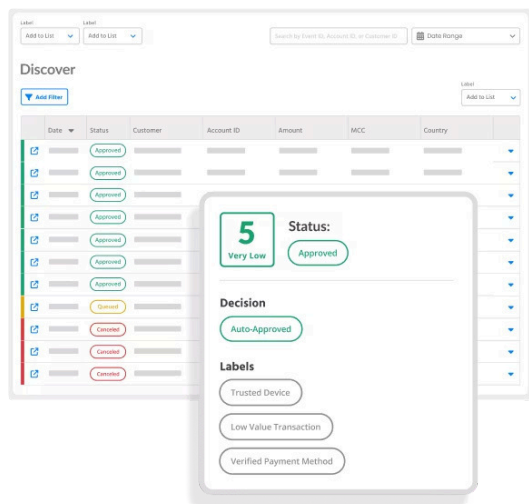 Label
Label
Add to List
Add to List
Search by Event ID, Account ID, or Customer ID
Date Range
Discover
Label
Add Filter
Add to List
Date Status Customer Account ID Amount MCC Country
Approved
Approved
Approved
Approved
Approved
Approved
Approved
Queued
Canceled
Canceled
Canceled
5
Very Low
Status:
Approved
Decision
Auto-Approved
Labels
Trusted Device
Low Value Transaction
Verified Payment Method